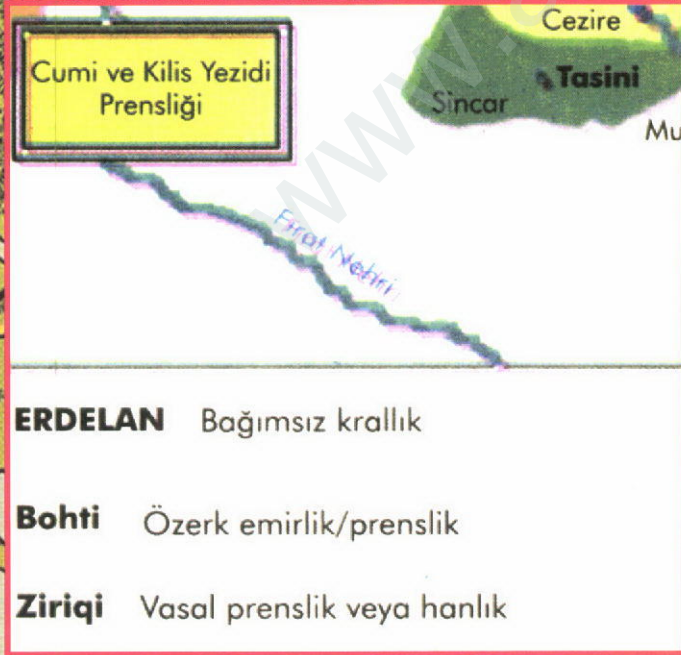 Cezire
Cumi ve Kilis Yezidi
Prensliği
Tasini
Sincar
Mu
Fırat Nehri
ERDELAN Bağımsız krallık
Bohti Özerk emirlik/prenslik
Ziriqi Vasal prenslik veya hanlık
www.